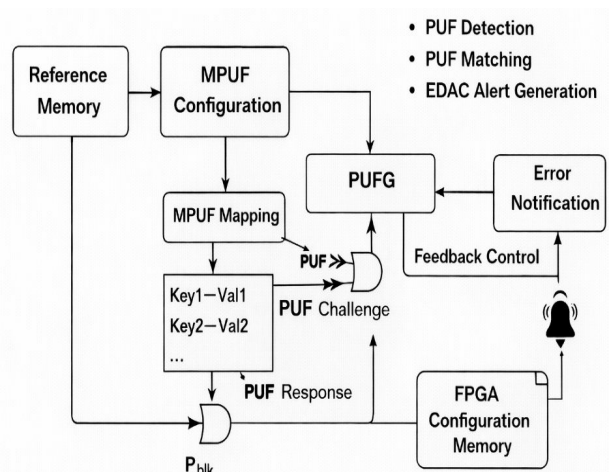 • PUF Detection
• PUF Matching
• EDAC Alert Generation
Reference
Memory
MPUF
Configuration
PUFG
Error
Notification
MPUF Mapping
PUF
Feedback Control
Key1–Val1
Key2–Val2
...
PUF Challenge
PUF Response
FPGA
Configuration
Memory
Pblk